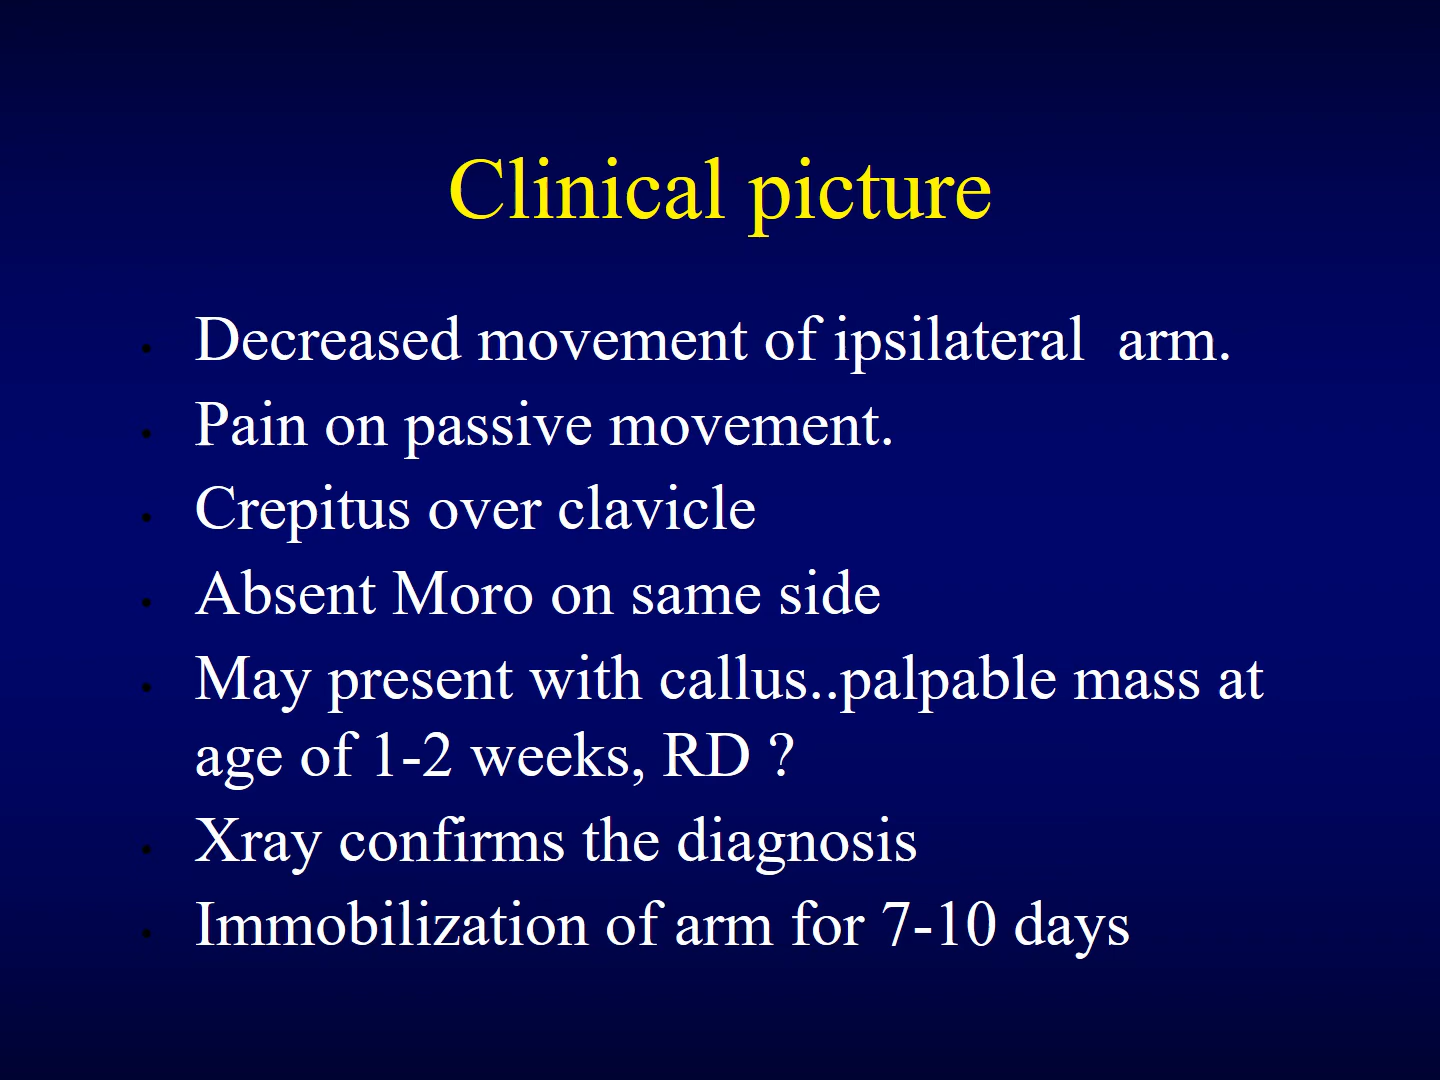 Clinical picture
• Decreased movement of ipsilateral  arm.
• Pain on passive movement.
• Crepitus over clavicle
• Absent Moro on same side
• May present with callus..palpable mass at
age of 1-2 weeks, RD ?
• Xray confirms the diagnosis
• Immobilization of arm for 7-10 days